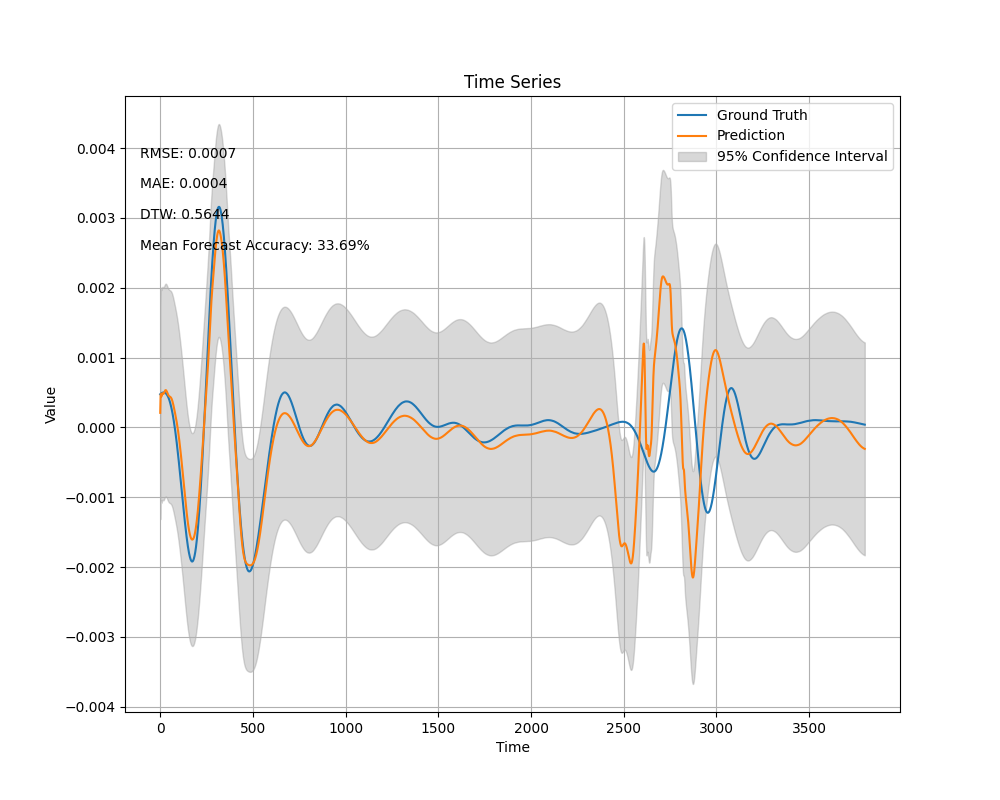 Time Series
Ground Truth
Prediction
95% Confidence Interval
RMSE: 0.0007
MAE: 0.0004
DTW: 0.5644
Mean Forecast Accuracy: 33.69%
0.004
0.003
0.002
0.001
0.000
−0.001
−0.002
−0.003
−0.004
Value
0 500 1000 1500 2000 2500 3000 3500
Time